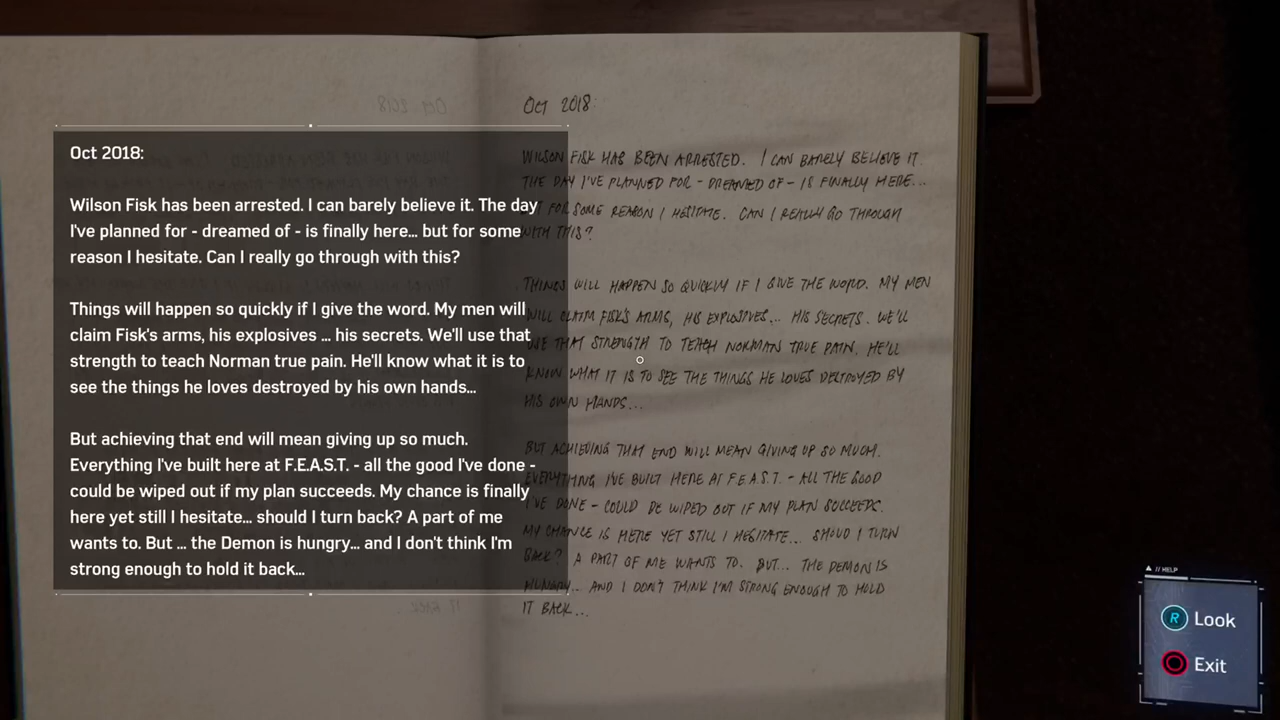 Oct 2018:
Wilson Fisk has been arrested. I can barely believe it. The day
I've planned for - dreamed of - is finally here... but for some
reason I hesitate. Can I really go through with this?
Things will happen so quickly if I give the word. My men will
claim Fisk's arms, his explosives ... his secrets. We'll use that
strength to teach Norman true pain. He'll know what it is to
see the things he loves destroyed by his own hands...
But achieving that end will mean giving up so much.
Everything I've built here at F.E.A.S.T. - all the good I've done -
could be wiped out if my plan succeeds. My chance is finally
here yet still I hesitate... should I turn back? A part of me
wants to. But ... the Demon is hungry... and I don't think I'm
strong enough to hold it back...
OCT 2018:
WILSON FISK HAS BEEN ARRESTED. I CAN BARELY BELIEVE IT.
THE DAY I'VE PLANNED FOR - DREAMED OF - IS FINALLY HERE...
FOR SOME REASON I HESITATE. CAN I REALLY GO THROUGH
WITH THIS?
THINGS WILL HAPPEN SO QUICKLY IF I GIVE THE WORD. MY MEN
WILL CLAIM FISK'S ARMS, HIS EXPLOSIVES... HIS SECRETS. WE'LL
USE THAT STRENGTH TO TEACH NORMAN TRUE PAIN. HE'LL
KNOW WHAT IT IS TO SEE THE THINGS HE LOVES DESTROYED BY
HIS OWN HANDS...
BUT ACHIEVING THAT END WILL MEAN GIVING UP SO MUCH.
EVERYTHING I'VE BUILT HERE AT F.E.A.S.T. - ALL THE GOOD
I'VE DONE - COULD BE WIPED OUT IF MY PLAN SUCCEEDS.
MY CHANCE IS HERE YET STILL I HESITATE... SHOUD I TURN
BACK? A PART OF ME WANTS TO. BUT... THE DEMON IS
HUNGRY... AND I DON'T THINK I'M STRONG ENOUGH TO HOLD
IT BACK...
// HELP
R Look
Exit